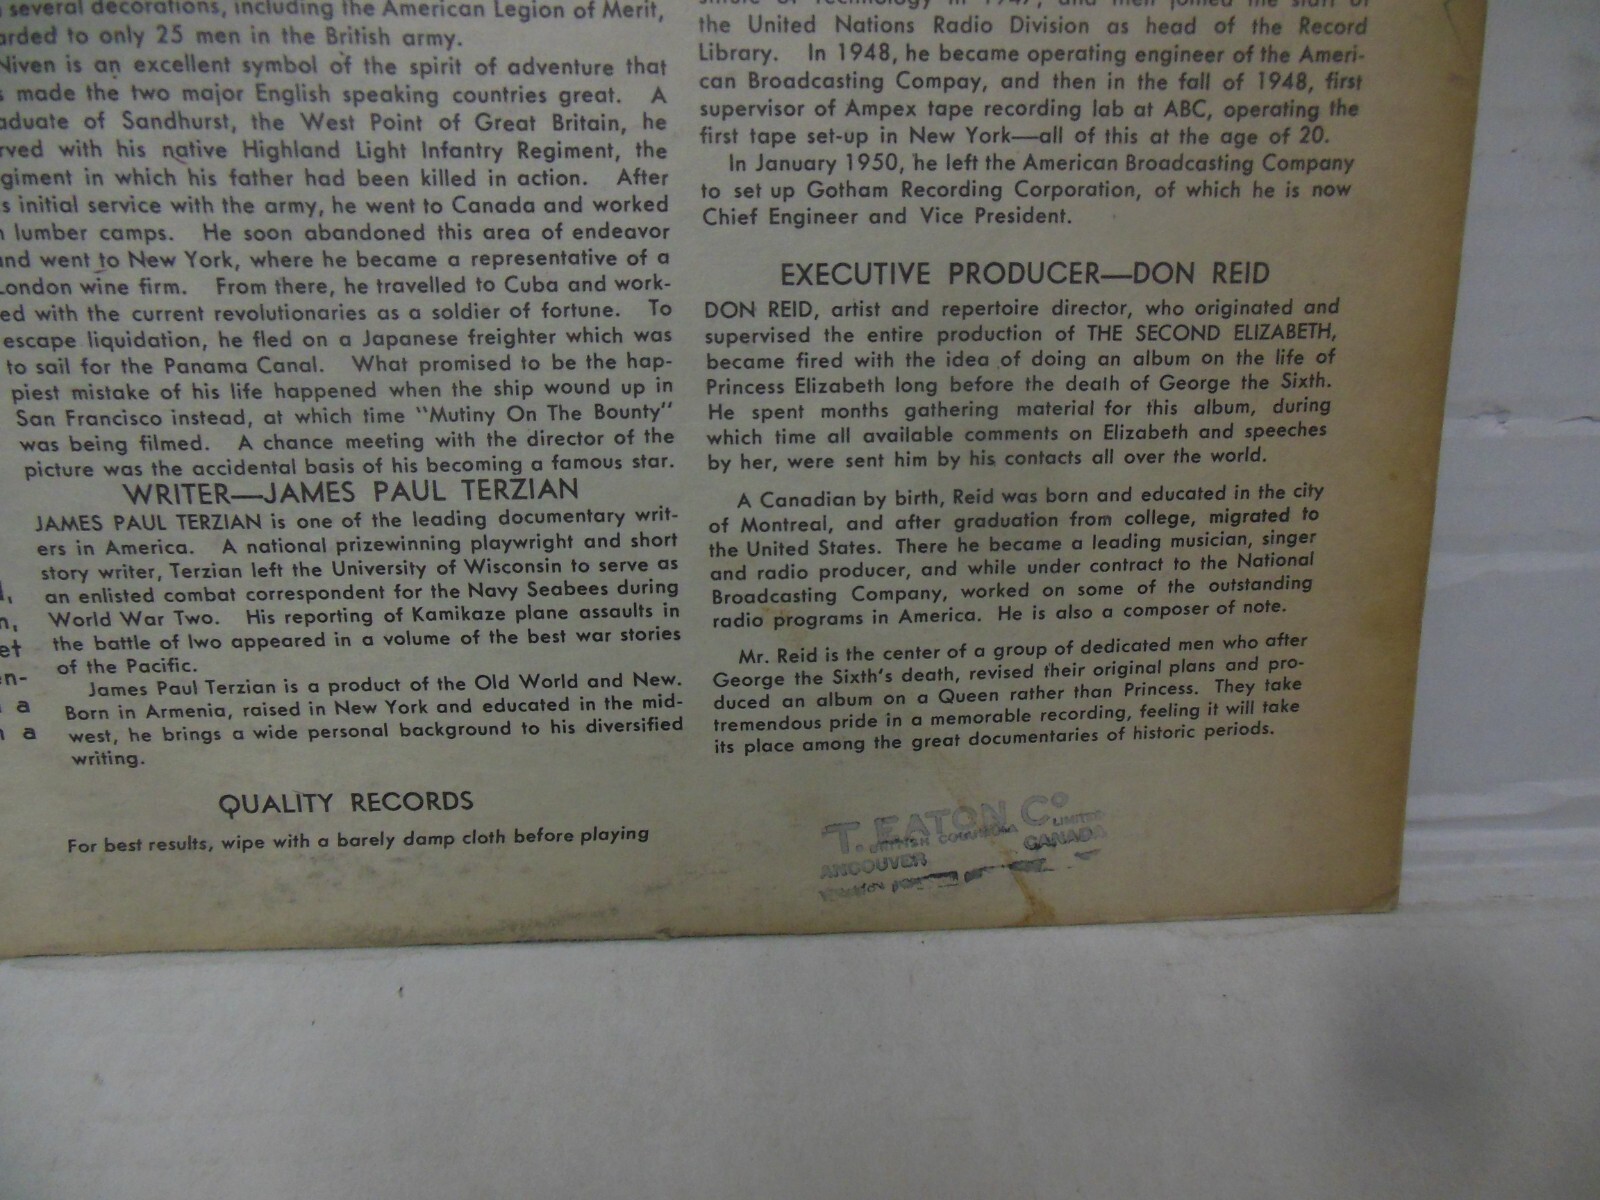 several decorations, including the American Legion of Merit,
arded to only 25 men in the British army.
Niven is an excellent symbol of the spirit of adventure that
s made the two major English speaking countries great. A
aduate of Sandhurst, the West Point of Great Britain, he
rved with his native Highland Light Infantry Regiment, the
giment in which his father had been killed in action. After
s initial service with the army, he went to Canada and worked
n lumber camps. He soon abandoned this area of endeavor
and went to New York, where he became a representative of a
London wine firm. From there, he travelled to Cuba and work-
ed with the current revolutionaries as a soldier of fortune. To
escape liquidation, he fled on a Japanese freighter which was
to sail for the Panama Canal. What promised to be the hap-
piest mistake of his life happened when the ship wound up in
San Francisco instead, at which time "Mutiny On The Bounty"
was being filmed. A chance meeting with the director of the
picture was the accidental basis of his becoming a famous star.
WRITER—JAMES PAUL TERZIAN
JAMES PAUL TERZIAN is one of the leading documentary writ-
ers in America. A national prizewinning playwright and short
story writer, Terzian left the University of Wisconsin to serve as
an enlisted combat correspondent for the Navy Seabees during
World War Two. His reporting of Kamikaze plane assaults in
the battle of Iwo appeared in a volume of the best war stories
of the Pacific.
James Paul Terzian is a product of the Old World and New.
Born in Armenia, raised in New York and educated in the mid-
west, he brings a wide personal background to his diversified
writing.
QUALITY RECORDS
For best results, wipe with a barely damp cloth before playing
n,
et
en-
a
a
of Technology in 1947, and then joined the staff of
the United Nations Radio Division as head of the Record
Library. In 1948, he became operating engineer of the Ameri-
can Broadcasting Compay, and then in the fall of 1948, first
supervisor of Ampex tape recording lab at ABC, operating the
first tape set-up in New York—all of this at the age of 20.
In January 1950, he left the American Broadcasting Company
to set up Gotham Recording Corporation, of which he is now
Chief Engineer and Vice President.
EXECUTIVE PRODUCER—DON REID
DON REID, artist and repertoire director, who originated and
supervised the entire production of THE SECOND ELIZABETH,
became fired with the idea of doing an album on the life of
Princess Elizabeth long before the death of George the Sixth.
He spent months gathering material for this album, during
which time all available comments on Elizabeth and speeches
by her, were sent him by his contacts all over the world.
A Canadian by birth, Reid was born and educated in the city
of Montreal, and after graduation from college, migrated to
the United States. There he became a leading musician, singer
and radio producer, and while under contract to the National
Broadcasting Company, worked on some of the outstanding
radio programs in America. He is also a composer of note.
Mr. Reid is the center of a group of dedicated men who after
George the Sixth's death, revised their original plans and pro-
duced an album on a Queen rather than Princess. They take
tremendous pride in a memorable recording, feeling it will take
its place among the great documentaries of historic periods.
T. EATON Co
LIMITED
BRITISH COLUMBIA
ANCOUVER CANADA